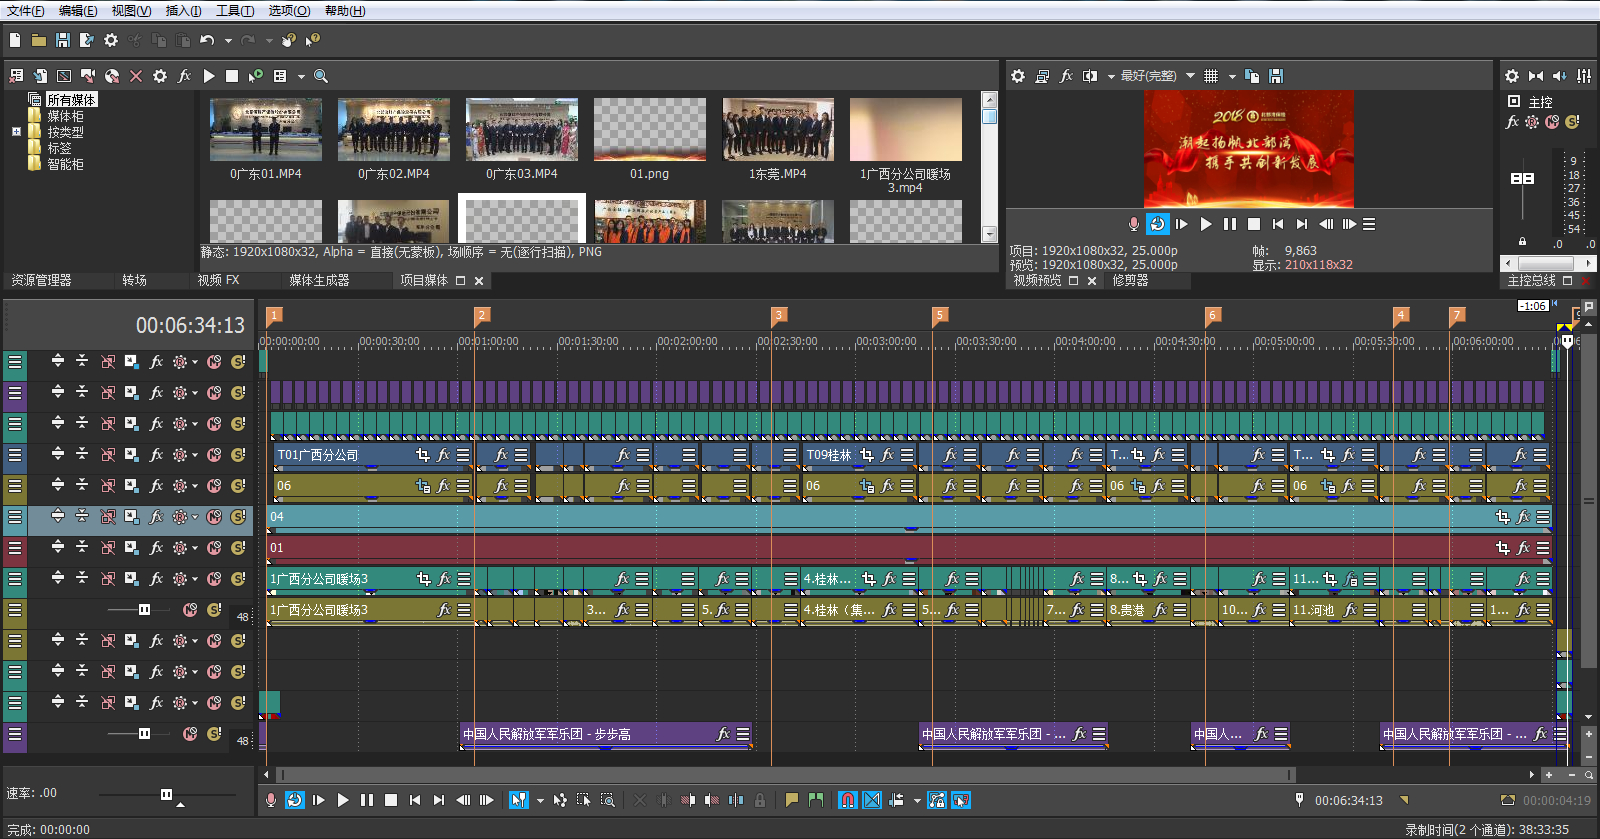 文件(F) 编辑(E) 视图(V) 插入(I) 工具(T) 选项(O) 帮助(H)
所有媒体
媒体柜
按类型
标签
智能柜
0广东01.MP4 0广东02.MP4 0广东03.MP4 01.png 1东莞.MP4 1广西分公司暖场
3.mp4
静态: 1920x1080x32, Alpha = 直接(无蒙板), 场顺序 = 无(逐行扫描), PNG
资源管理器 转场 视频 FX 媒体生成器 项目媒体
最好(完整)
2018
潮起扬帆北部湾
携手共创新发展
项目: 1920x1080x32, 25.000p 帧: 9,863
预览: 1920x1080x32, 25.000p 显示: 210x118x32
视频预览 修剪器
主控
9
18
27
36
45
54
.0 .0
主控总线
-1:06
00:06:34:13
1 2 3 5 6 4 7
00:00:00:00 00:00:30:00 00:01:00:00 00:01:30:00 00:02:00:00 00:02:30:00 00:03:00:00 00:03:30:00 00:04:00:00 00:04:30:00 00:05:00:00 00:05:30:00 00:06:00:00
T01广西分公司 T09桂林 T... T...
06 06 06 06
04
01
1广西分公司暖场3 4.桂林... 8... 11...
48
1广西分公司暖场3 3... 5. 4.桂林（集... 5... 7... 8.贵港 10... 11.河池 1...
48
中国人民解放军军乐团 - 步步高 中国人民解放军军乐团 - ... 中国人... 中国人民解放军军乐团 - ...
速率: .00
00:06:34:13 00:00:04:19
完成: 00:00:00 录制时间(2 个通道): 38:33:35